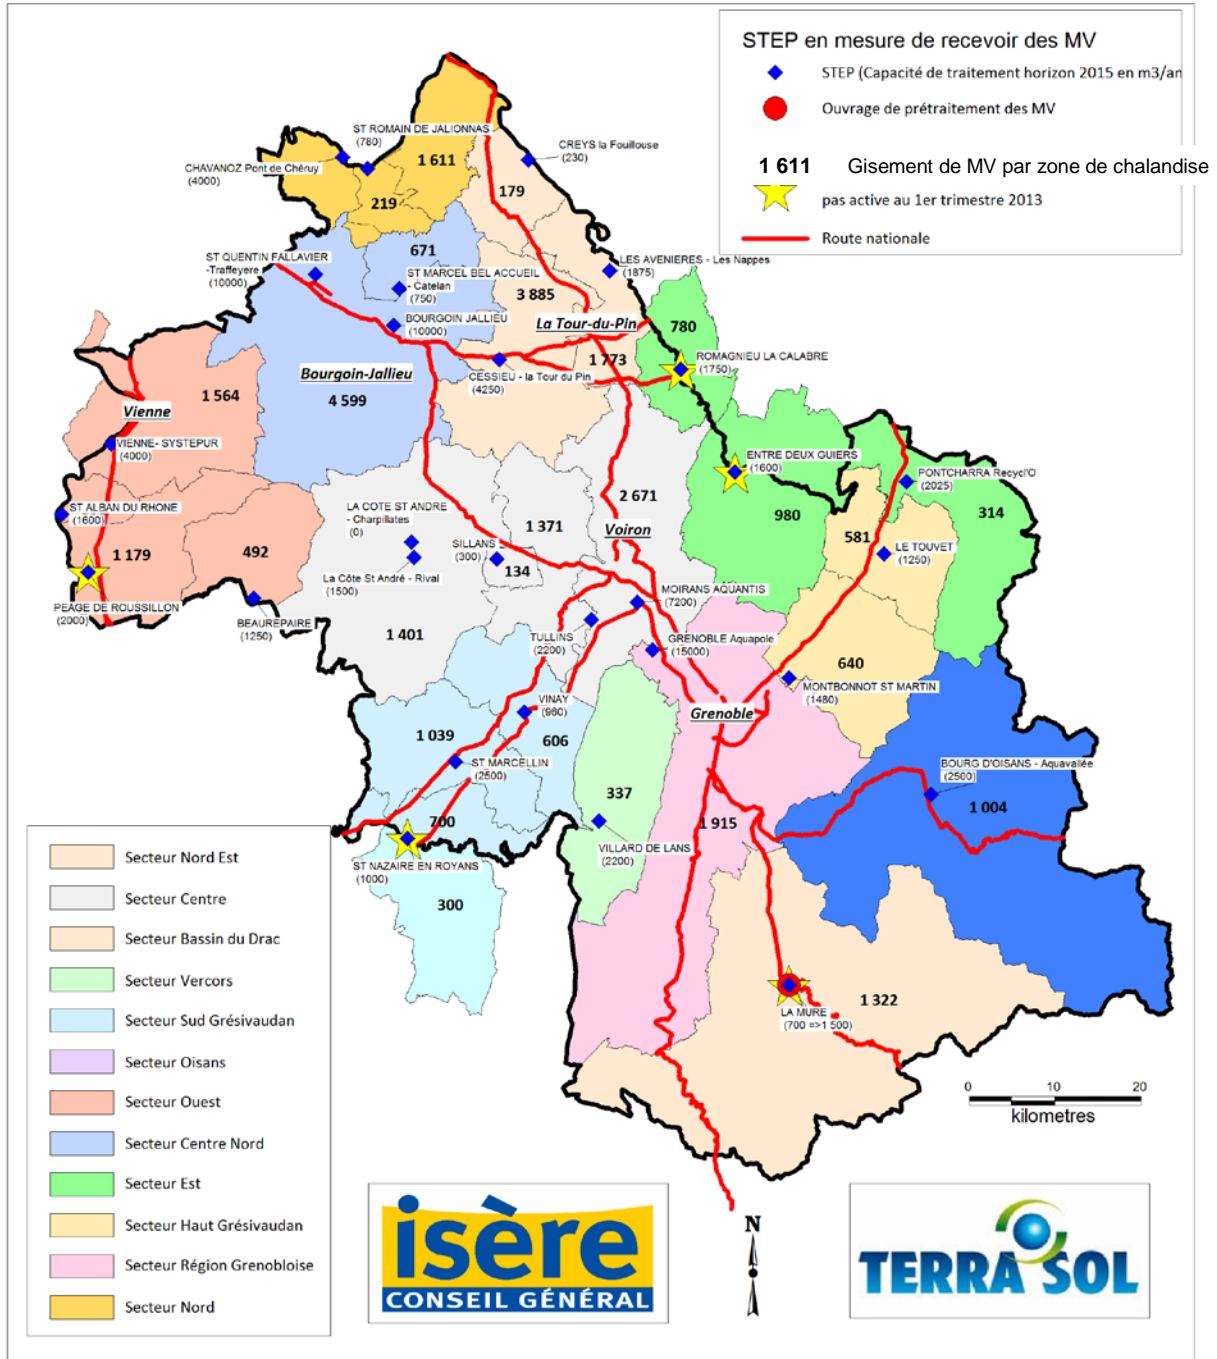 STEP en mesure de recevoir des MV
STEP (Capacité de traitement horizon 2015 en m3/an
Ouvrage de prétraitement des MV
1 611 Gisement de MV par zone de chalandise
pas active au 1er trimestre 2013
Route nationale
ST ROMAIN DE JALIONNAS
(780)
CHAVANOZ Pont de Chéruy
(4000)
1 611
219
CREYS la Fouillouse
(230)
179
ST QUENTIN FALLAVIER
-Traffeyere
(10000)
671
ST MARCEL BEL ACCUEIL
- Catelan
(750)
LES AVENIERES - Les Nappes
(1875)
3 885
BOURGOIN JALLIEU
(10000)
La Tour-du-Pin
780
1 773
ROMAGNIEU LA CALABRE
(1750)
CESSIEU - la Tour du Pin
(4250)
Bourgoin-Jallieu
4 599
1 564
Vienne
VIENNE- SYSTEPUR
(4000)
ENTRE DEUX GUIERS
(1600)
PONTCHARRA Recycl'O
(2025)
2 671
980
314
ST ALBAN DU RHONE
(1600)
LA COTE ST ANDRE
- Charpillates
(0)
1 371
Voiron
581
LE TOUVET
(1250)
1 179
492
SILLANS
(300)
134
La Côte St André - Rival
(1500)
PEAGE DE ROUSSILLON
(2000)
BEAUREPAIRE
(1250)
MOIRANS AQUANTIS
(7200)
1 401
TULLINS
(2200)
GRENOBLE Aquapole
(15000)
640
MONTBONNOT ST MARTIN
(1480)
VINAY
(960)
Grenoble
1 039
606
ST MARCELLIN
(2500)
BOURG D'OISANS - Aquavallée
(2500)
1 004
337
700
1 915
VILLARD DE LANS
(2200)
ST NAZAIRE EN ROYANS
(1000)
300
1 322
LA MURE
(700 =>1 500)
Secteur Nord Est
Secteur Centre
Secteur Bassin du Drac
Secteur Vercors
Secteur Sud Grésivaudan
Secteur Oisans
Secteur Ouest
Secteur Centre Nord
Secteur Est
Secteur Haut Grésivaudan
Secteur Région Grenobloise
Secteur Nord
0 10 20
kilometres
isère
CONSEIL GÉNÉRAL
N
TERRA SOL